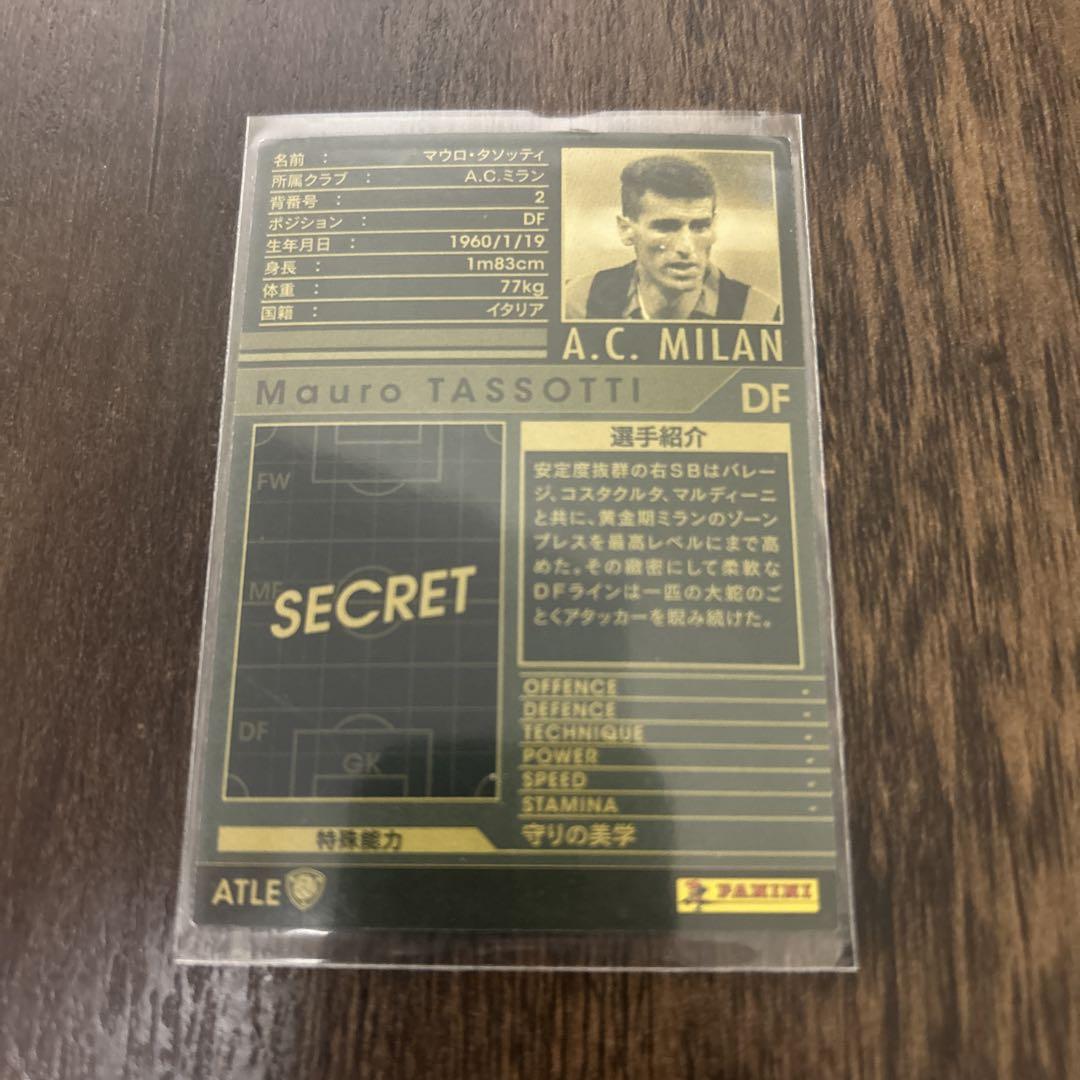 名前 : マウロ・タソッティ
所属クラブ : A.C.ミラン
背番号 : 2
ポジション : DF
生年月日 : 1960/1/19
身長 : 1m83cm
体重 : 77kg
国籍 : イタリア
A.C. MILAN
Mauro TASSOTTI
DF
FW
MF
SECRET
DF
GK
選手紹介
安定度抜群の右SBはバレー
ジ、コスタクルタ、マルディーニ
と共に、黄金期ミランのゾーン
プレスを最高レベルにまで高
めた。その緻密にして柔軟な
DFラインは一匹の大蛇のご
とくアタッカーを睨み続けた。
OFFENCE -
DEFENCE -
TECHNIQUE -
POWER -
SPEED -
STAMINA -
特殊能力 守りの美学
ATLE
PANINI